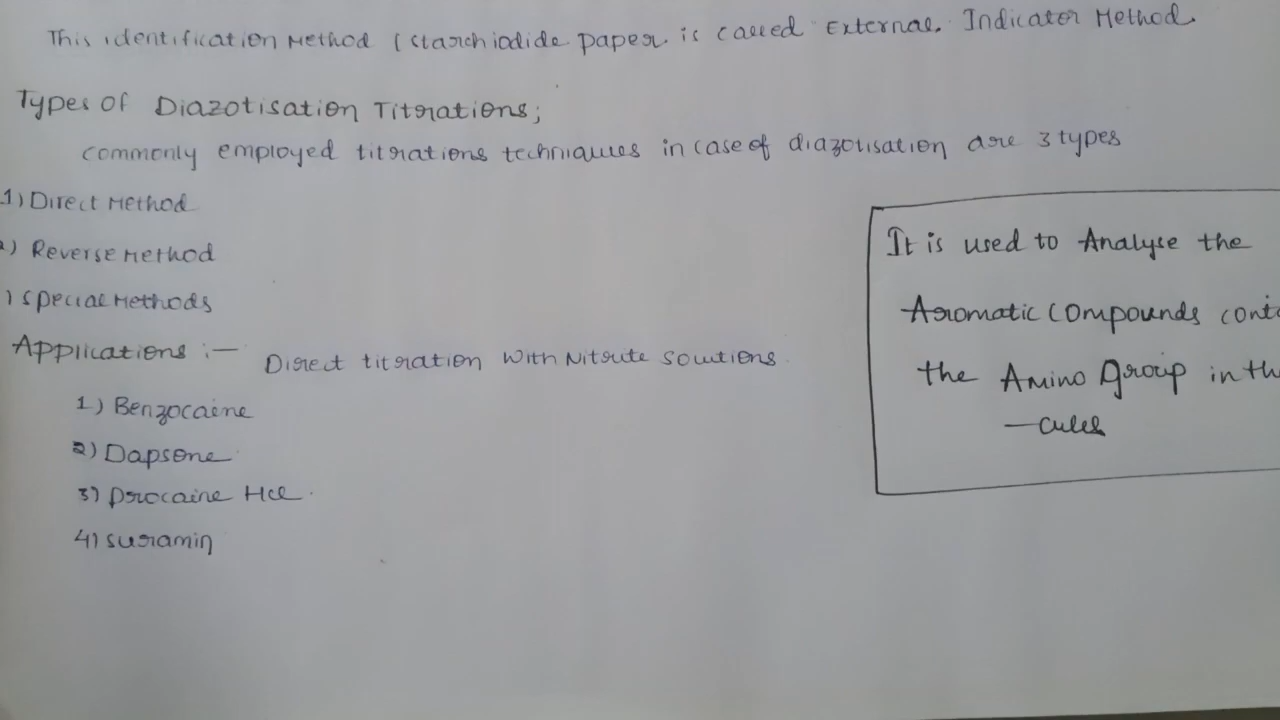 This identification Method (starch iodide paper is called External Indicator Method.
Types Of Diazotisation Titrations;
commonly employed titrations techniques in case of diazotisation are 3 types
1) Direct Method
2) Reverse Method
) Special Methods
Applications :— Direct titration With Nitrite solutions.
1) Benzocaine
2) Dapsone
3) procaine Hcl.
4) suramin
It is used to Analyse the
Aromatic compounds conta
the Amino Group in th
—cules